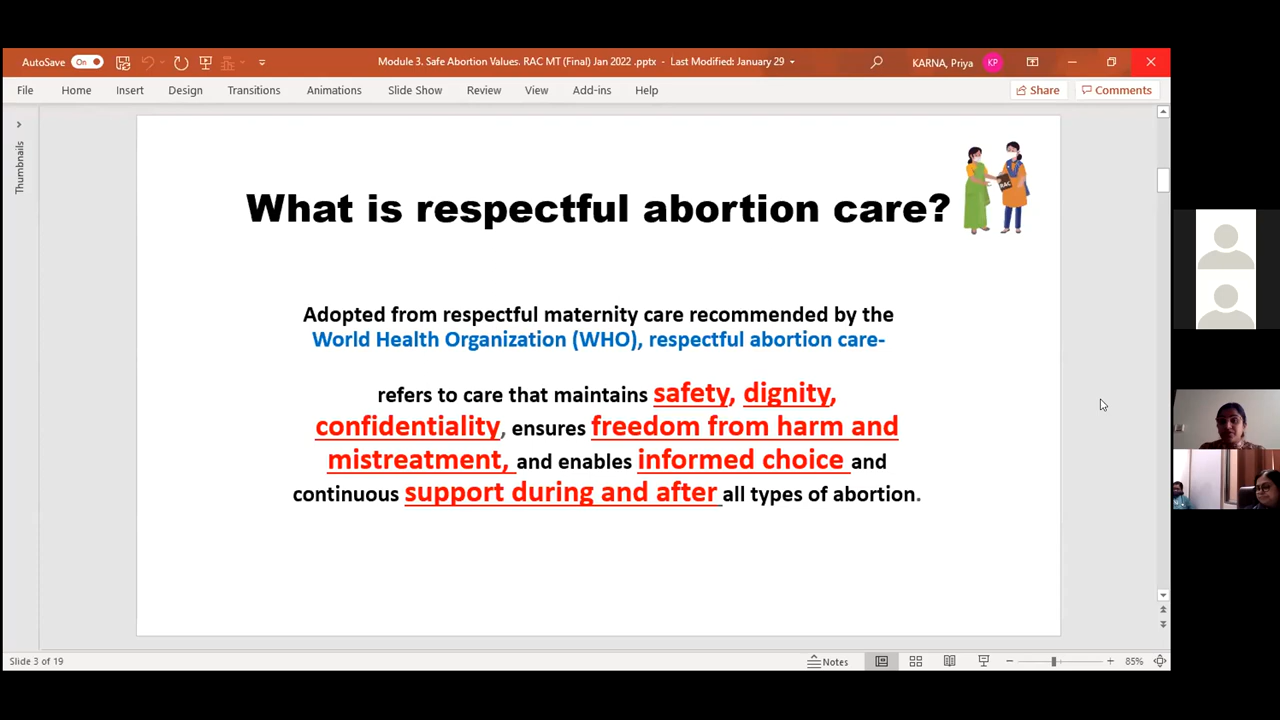 AutoSave On Module 3. Safe Abortion Values. RAC MT (Final) Jan 2022 .pptx - Last Modified: January 29 KARNA, Priya KP
File Home Insert Design Transitions Animations Slide Show Review View Add-ins Help Share Comments
Thumbnails
RAC
What is respectful abortion care?
Adopted from respectful maternity care recommended by the
World Health Organization (WHO), respectful abortion care-
refers to care that maintains safety, dignity,
confidentiality, ensures freedom from harm and
mistreatment, and enables informed choice and
continuous support during and after all types of abortion.
Slide 3 of 19 Notes 85%